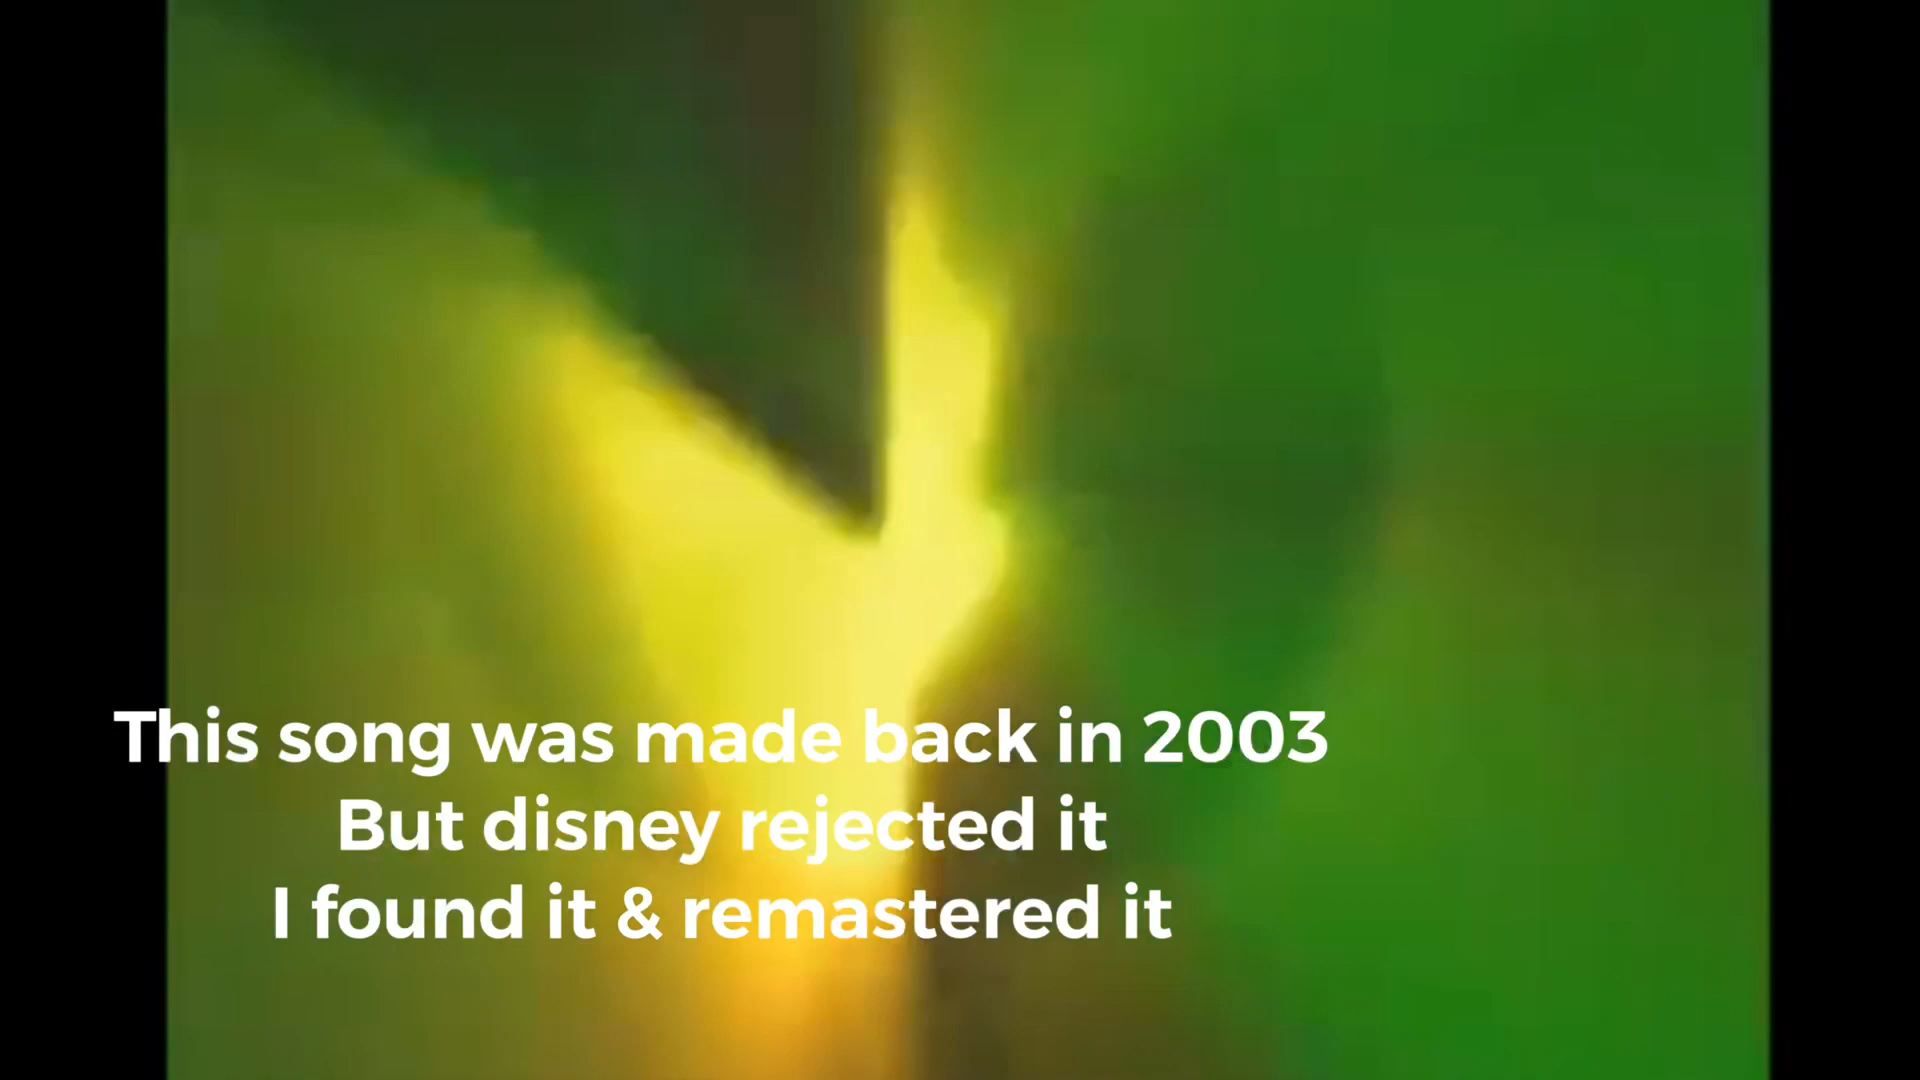 This song was made back in 2003
But disney rejected it
I found it & remastered it